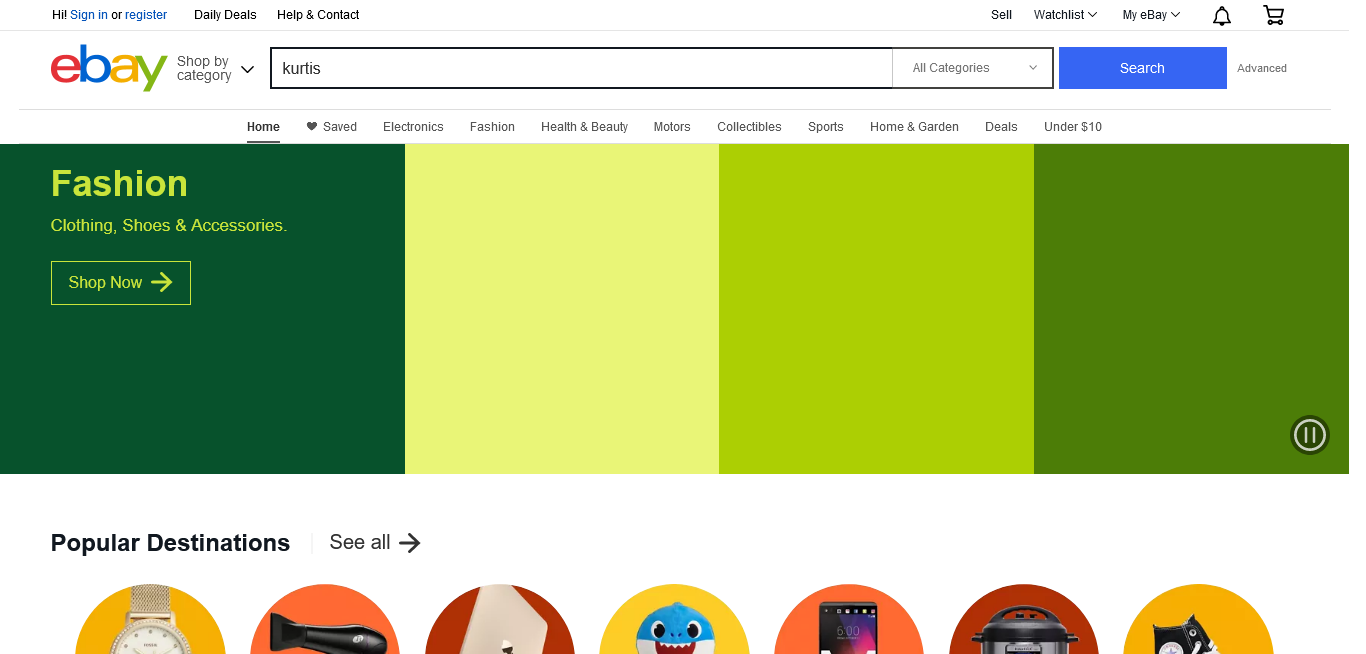 Hi! Sign in or register Daily Deals Help & Contact Sell Watchlist My eBay
ebay Shop by category kurtis All Categories Search Advanced
Home Saved Electronics Fashion Health & Beauty Motors Collectibles Sports Home & Garden Deals Under $10
Fashion
Clothing, Shoes & Accessories.
Shop Now
Popular Destinations See all
6:00